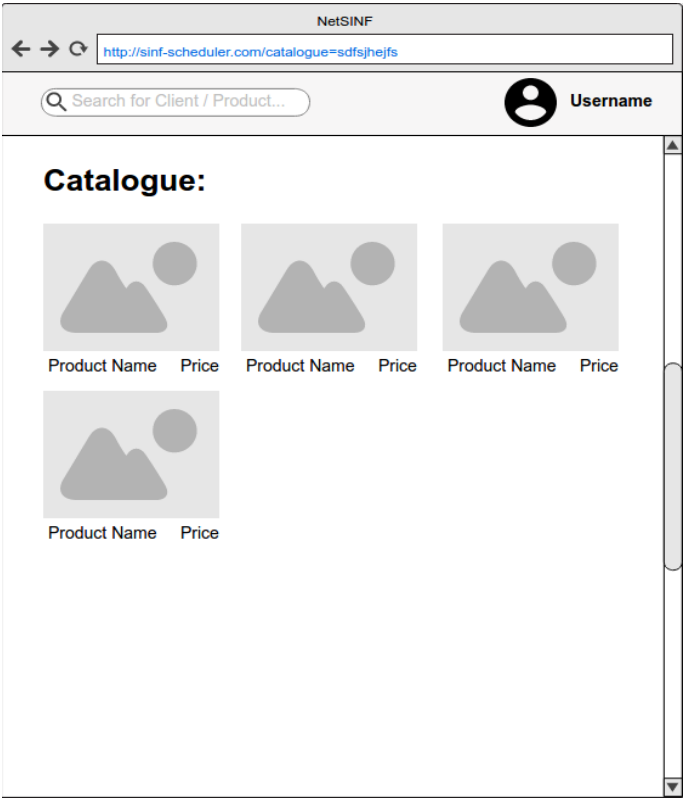 NetSINF
http://sinf-scheduler.com/catalogue=sdfsjhejfs
Search for Client / Product...
Username
Catalogue:
Product Name Price
Product Name Price
Product Name Price
Product Name Price